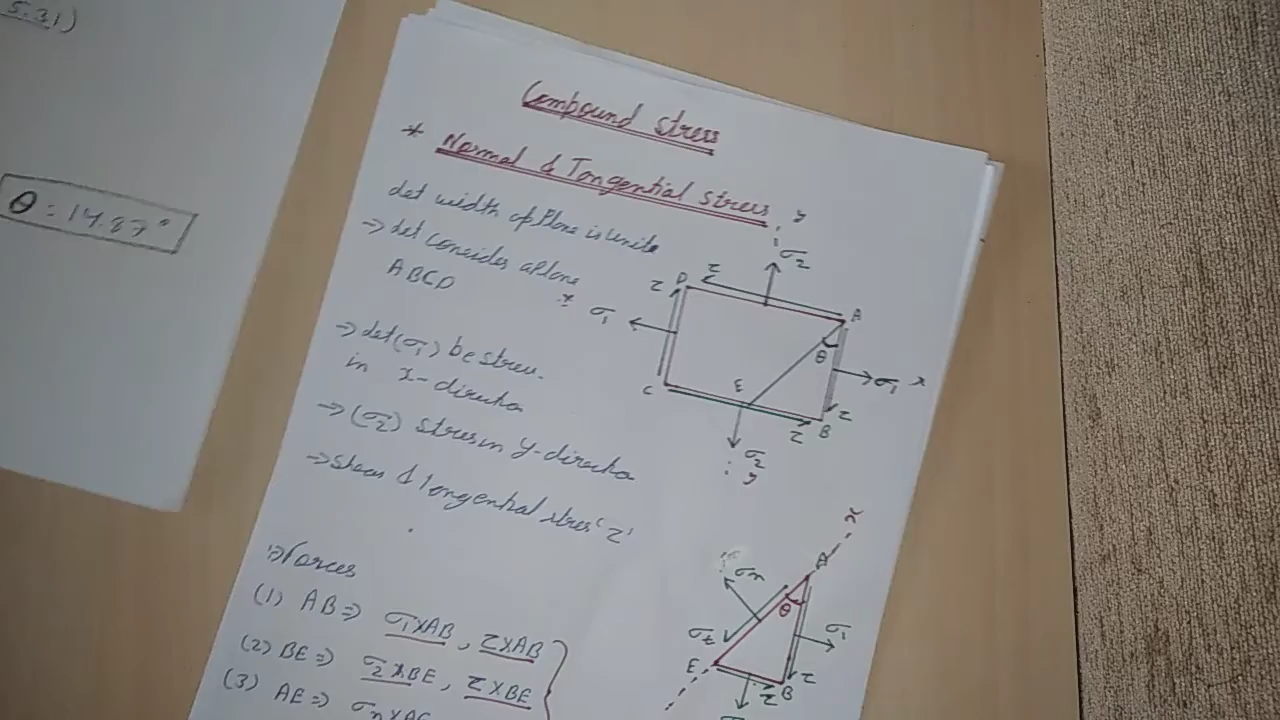 5.31)
θ = 14.87°
Compound stress
* Normal & Tangential stress
Let width of Plane is Unite
→ Let Consider a Plane
ABCD
→ Let (σ1) be stress
in x-direction
→ (σ2) stress in y-direction
→ Shear & tangential stress 'τ'
⇒ Forces
(1) AB ⇒ σ1×AB, τ×AB
(2) BE ⇒ σ2×BE, τ×BE
(3) AE ⇒ σn×AE
y
σ2
τ
D
τ
A
x
σ1
θ
σ1
x
E
C
τ
τ
B
σ2
y
x
A
σn
θ
σ1
σt
E
τ
τ
B